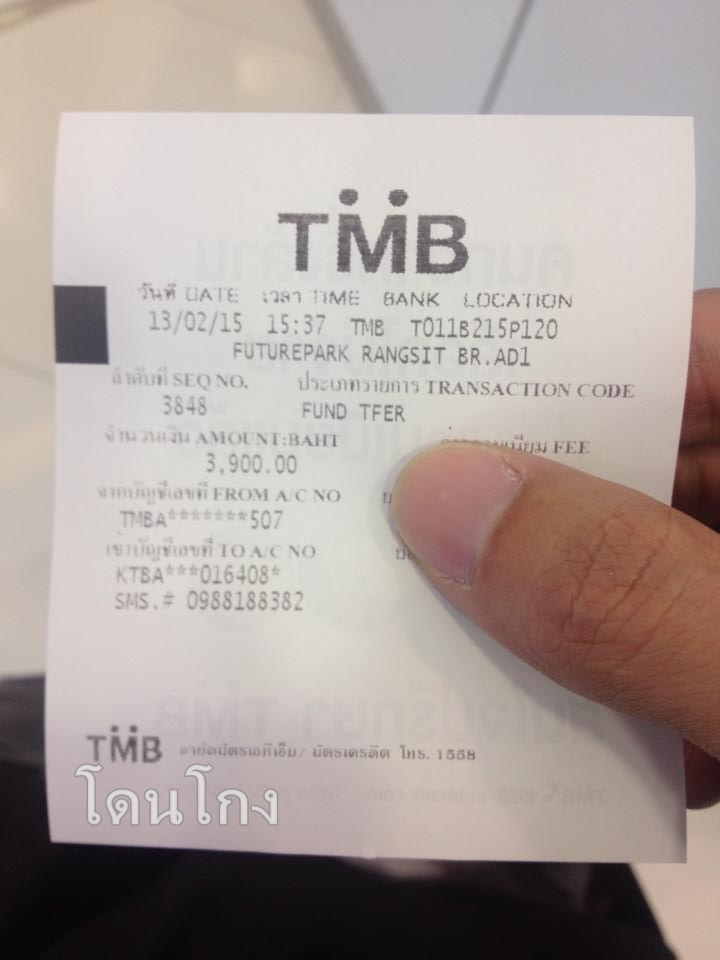 TMB
วันที่ DATE เวลา TIME BANK LOCATION
13/02/15 15:37 TMB T011B215P120
FUTUREPARK RANGSIT BR.AD1
ลำดับที่ SEQ NO. ประเภทรายการ TRANSACTION CODE
3848 FUND TFER
จำนวนเงิน AMOUNT:BAHT FEE
3,900.00
จากบัญชีเลขที่ FROM A/C NO
TMBA*******507
เข้าบัญชีเลขที่ TO A/C NO
KTBA***016408*
SMS.# 0988188382
TMB อายัดบัตรเอทีเอ็ม/ บัตรเครดิต โทร. 1558
โดนโกง